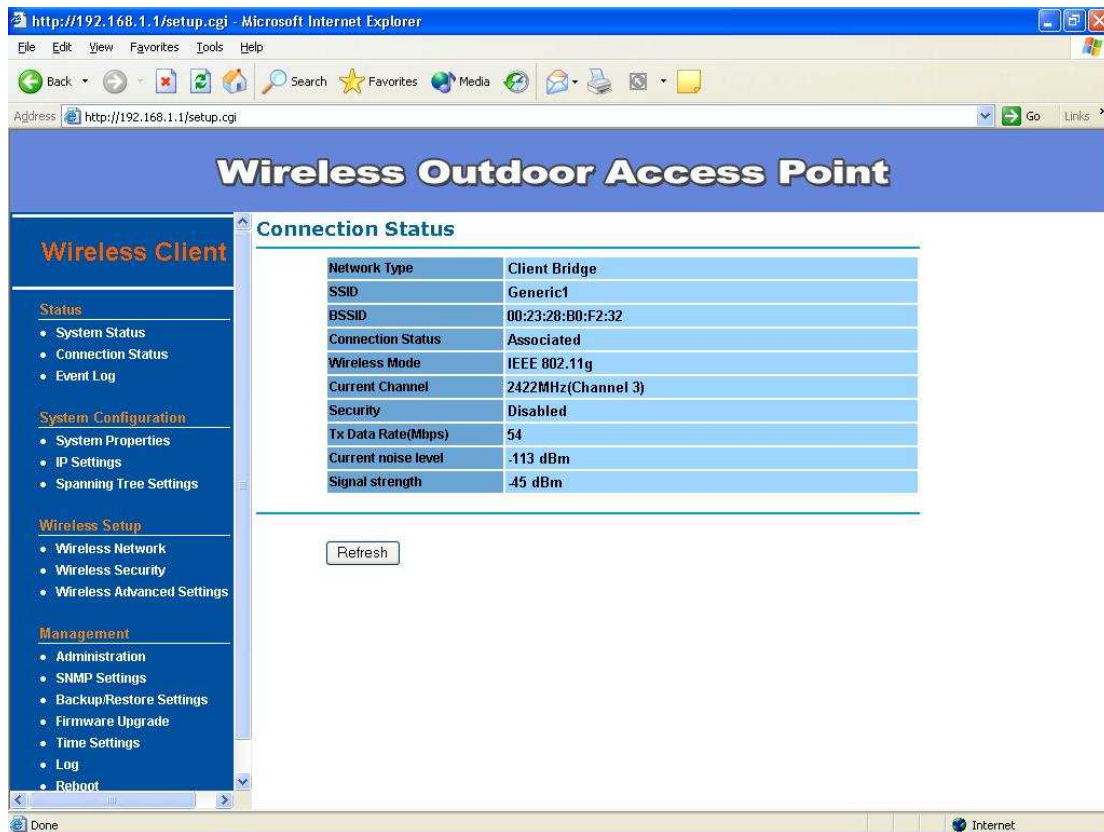 http://192.168.1.1/setup.cgi - Microsoft Internet Explorer
File Edit View Favorites Tools Help
Back Search Favorites Media
Address http://192.168.1.1/setup.cgi Go Links
Wireless Outdoor Access Point
Wireless Client
Status
System Status
Connection Status
Event Log
System Configuration
System Properties
IP Settings
Spanning Tree Settings
Wireless Setup
Wireless Network
Wireless Security
Wireless Advanced Settings
Management
Administration
SNMP Settings
Backup/Restore Settings
Firmware Upgrade
Time Settings
Log
Reboot
Connection Status
Network Type Client Bridge
SSID Generic1
BSSID 00:23:28:B0:F2:32
Connection Status Associated
Wireless Mode IEEE 802.11g
Current Channel 2422MHz(Channel 3)
Security Disabled
Tx Data Rate(Mbps) 54
Current noise level -113 dBm
Signal strength -45 dBm
Refresh
Done Internet